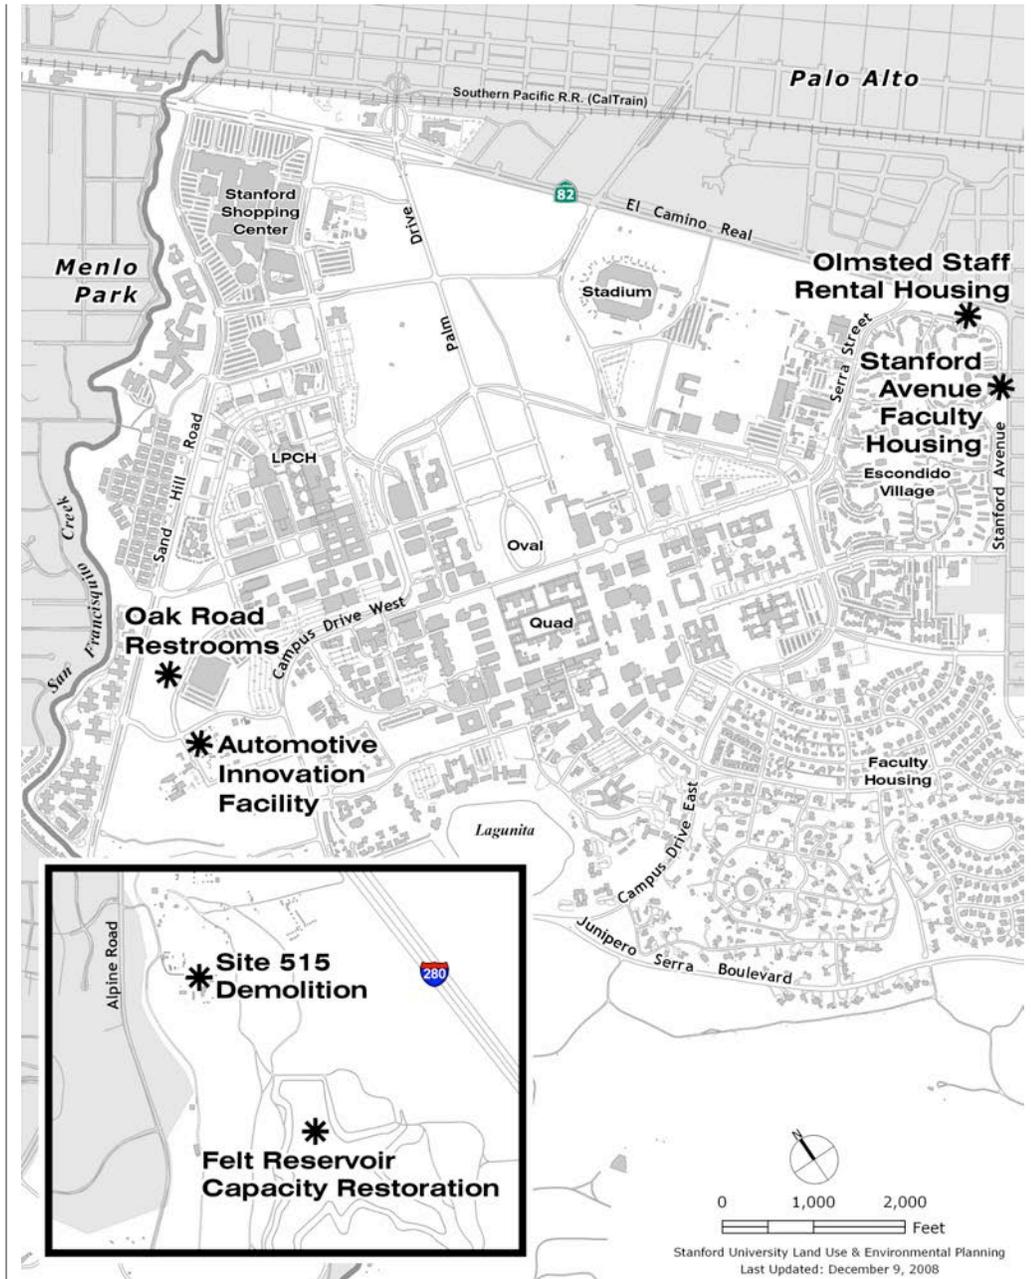 Palo Alto
Southern Pacific R.R. (CalTrain)
Stanford
Shopping
Center
82
El Camino Real
Palm Drive
Menlo
Park
Stadium
Olmsted Staff
Rental Housing
Serra Street
Stanford
Avenue
Faculty
Housing
Escondido
Village
Stanford Avenue
LPCH
Sand Hill Road
San Francisquito Creek
Oval
Quad
Campus Drive West
Oak Road
Restrooms
Automotive
Innovation
Facility
Faculty
Housing
Lagunita
Campus Drive East
Junipero Serra Boulevard
Alpine Road
Site 515
Demolition
280
Felt Reservoir
Capacity Restoration
N
0 1,000 2,000
Feet
Stanford University Land Use & Environmental Planning
Last Updated: December 9, 2008